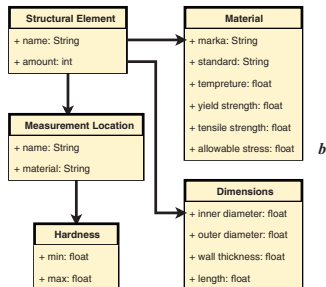 Structural Element
+ name: String
+ amount: int
Material
+ marka: String
+ standard: String
+ tempreture: float
+ yield strength: float
+ tensile strength: float
+ allowable stress: float
Measurement Location
+ name: String
+ material: String
b
Dimensions
+ inner diameter: float
+ outer diameter: float
+ wall thickness: float
+ length: float
Hardness
+ min: float
+ max: float